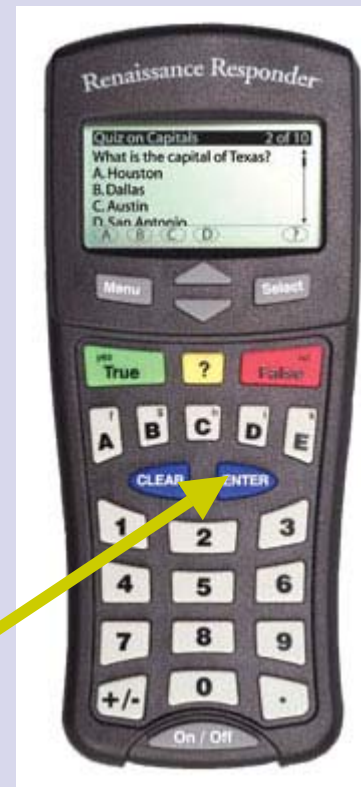 Renaissance Responder
Quiz on Capitals 2 of 10
What is the capital of Texas?
A. Houston
B. Dallas
C. Austin
D. San Antonio
A B C D ?
Menu Select
yes no
True ? False
f g h i k
A B C D E
CLEAR ENTER
1 2 3
4 5 6
7 8 9
+/- 0 .
On / Off